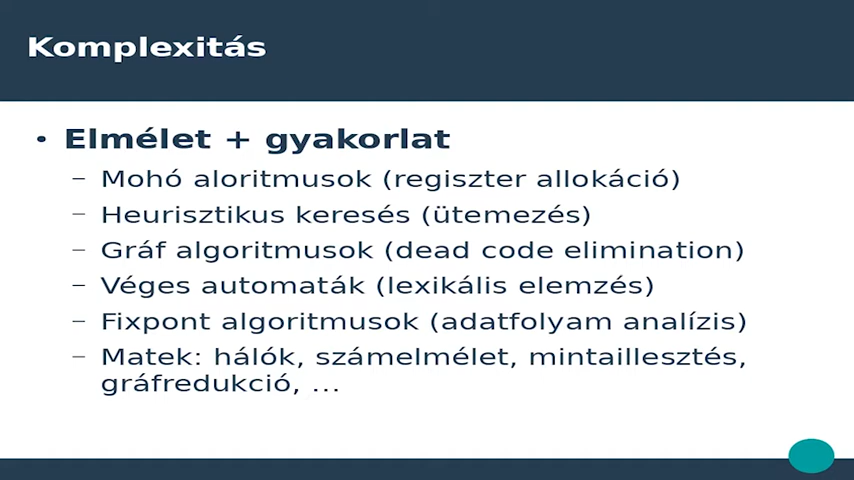 Komplexitás
• Elmélet + gyakorlat
– Mohó aloritmusok (regiszter allokáció)
– Heurisztikus keresés (ütemezés)
– Gráf algoritmusok (dead code elimination)
– Véges automaták (lexikális elemzés)
– Fixpont algoritmusok (adatfolyam analízis)
– Matek: hálók, számelmélet, mintaillesztés,
gráfredukció, ...